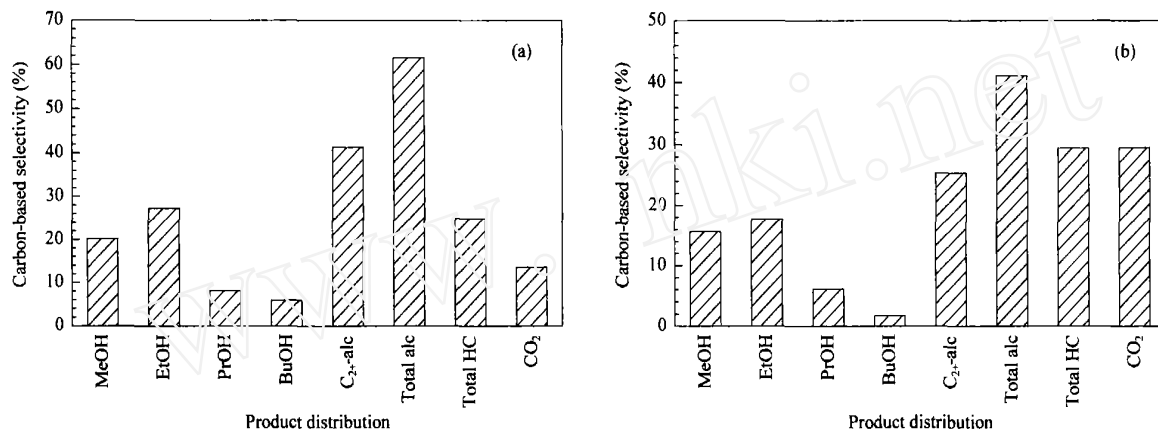 (a)
Carbon-based selectivity (%)
70
60
50
40
30
20
10
0
MeOH
EtOH
PrOH
BuOH
C₂₊-alc
Total alc
Total HC
CO₂
Product distribution
(b)
Carbon-based selectivity (%)
50
40
30
20
10
0
MeOH
EtOH
PrOH
BuOH
C₂₊-alc
Total alc
Total HC
CO₂
Product distribution
www. nki.net